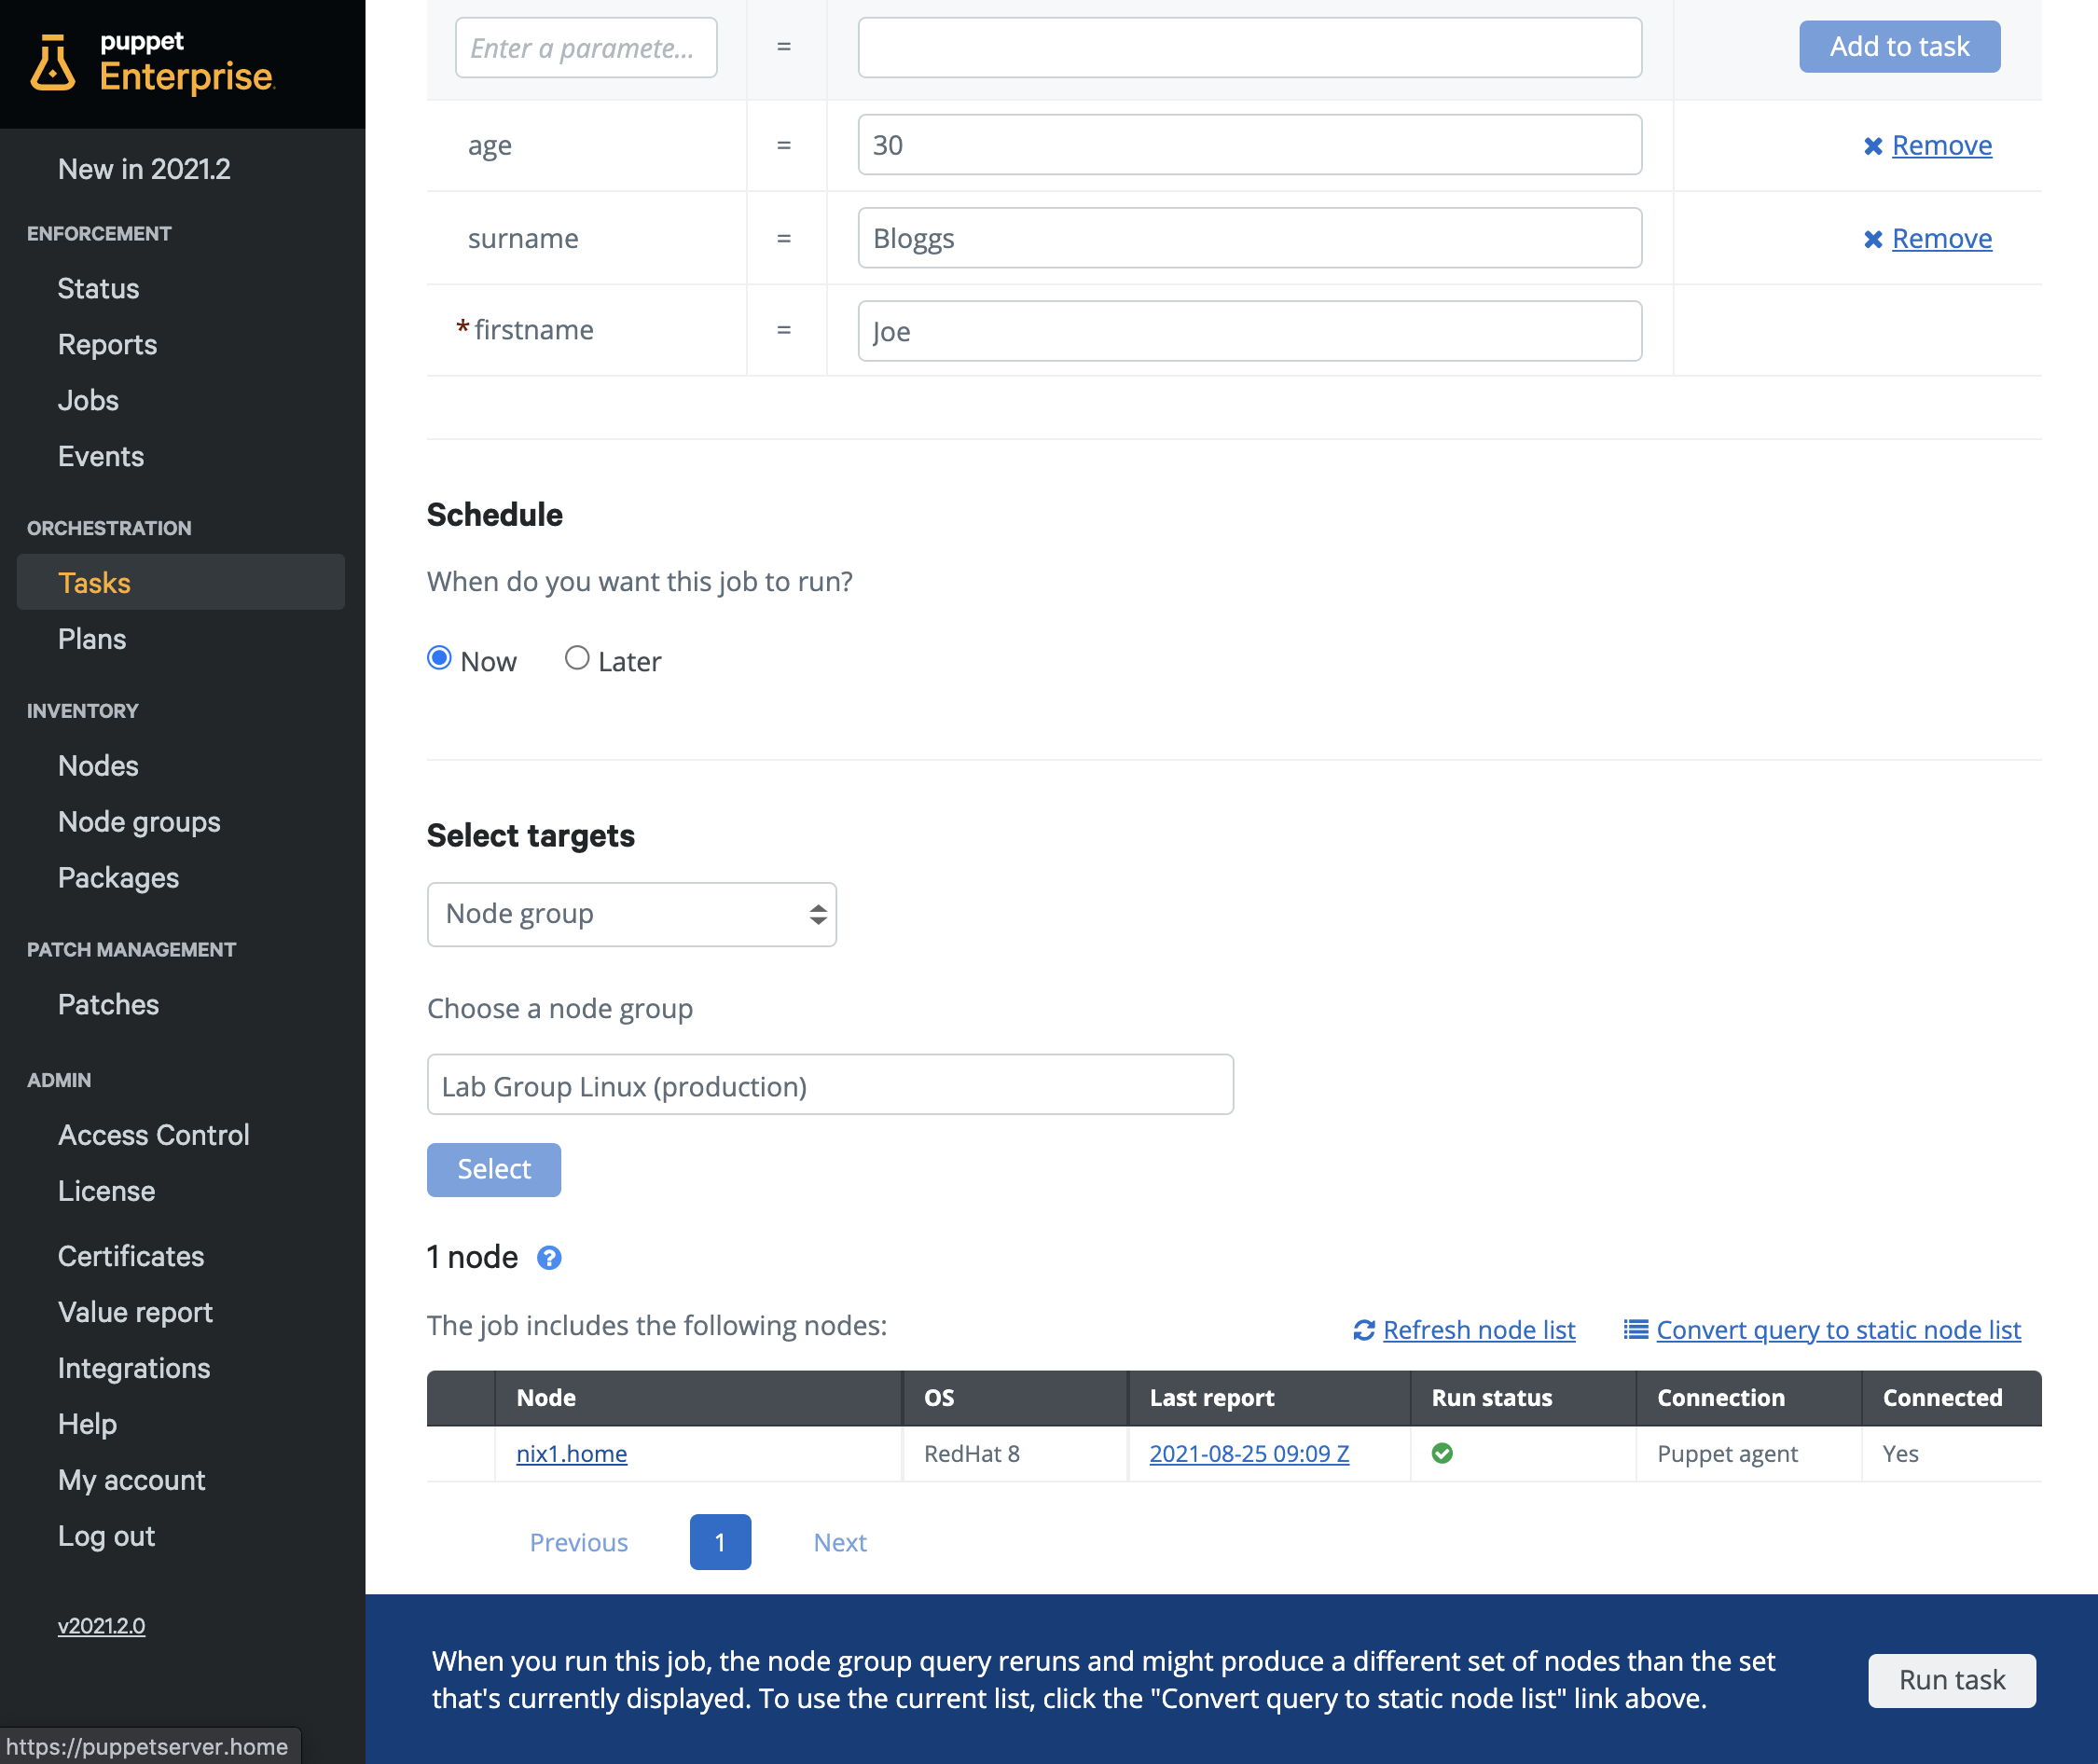 puppet
Enterprise.
New in 2021.2
ENFORCEMENT
Status
Reports
Jobs
Events
ORCHESTRATION
Tasks
Plans
INVENTORY
Nodes
Node groups
Packages
PATCH MANAGEMENT
Patches
ADMIN
Access Control
License
Certificates
Value report
Integrations
Help
My account
Log out
v2021.2.0
https://puppetserver.home
Enter a paramete... = Add to task
age = 30 Remove
surname = Bloggs Remove
* firstname = Joe
Schedule
When do you want this job to run?
Now Later
Select targets
Node group
Choose a node group
Lab Group Linux (production)
Select
1 node ?
The job includes the following nodes: Refresh node list Convert query to static node list
Node OS Last report Run status Connection Connected
nix1.home RedHat 8 2021-08-25 09:09 Z Puppet agent Yes
Previous 1 Next
When you run this job, the node group query reruns and might produce a different set of nodes than the set
that's currently displayed. To use the current list, click the "Convert query to static node list" link above.
Run task